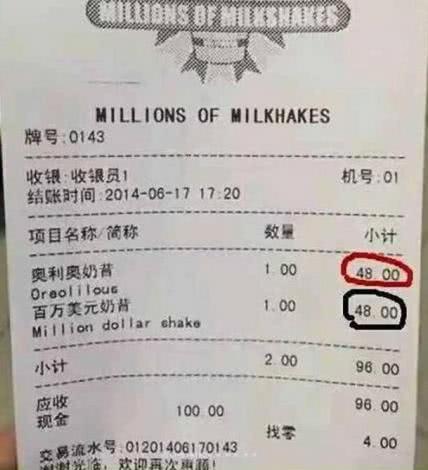 MILLIONS OF MILKSHAKES
MILLIONS OF MILKHAKES
牌号:0143
收银:收银员1 机号:01
结账时间:2014-06-17 17:20
项目名称/简称 数量 小计
奥利奥奶昔 1.00 48.00
Oreolilous
百万美元奶昔 1.00 48.00
Million dollar shake
小计 2.00 96.00
应收 96.00
现金 100.00
找零 4.00
交易流水号:01201406170143
谢谢光临，欢迎再次惠顾!